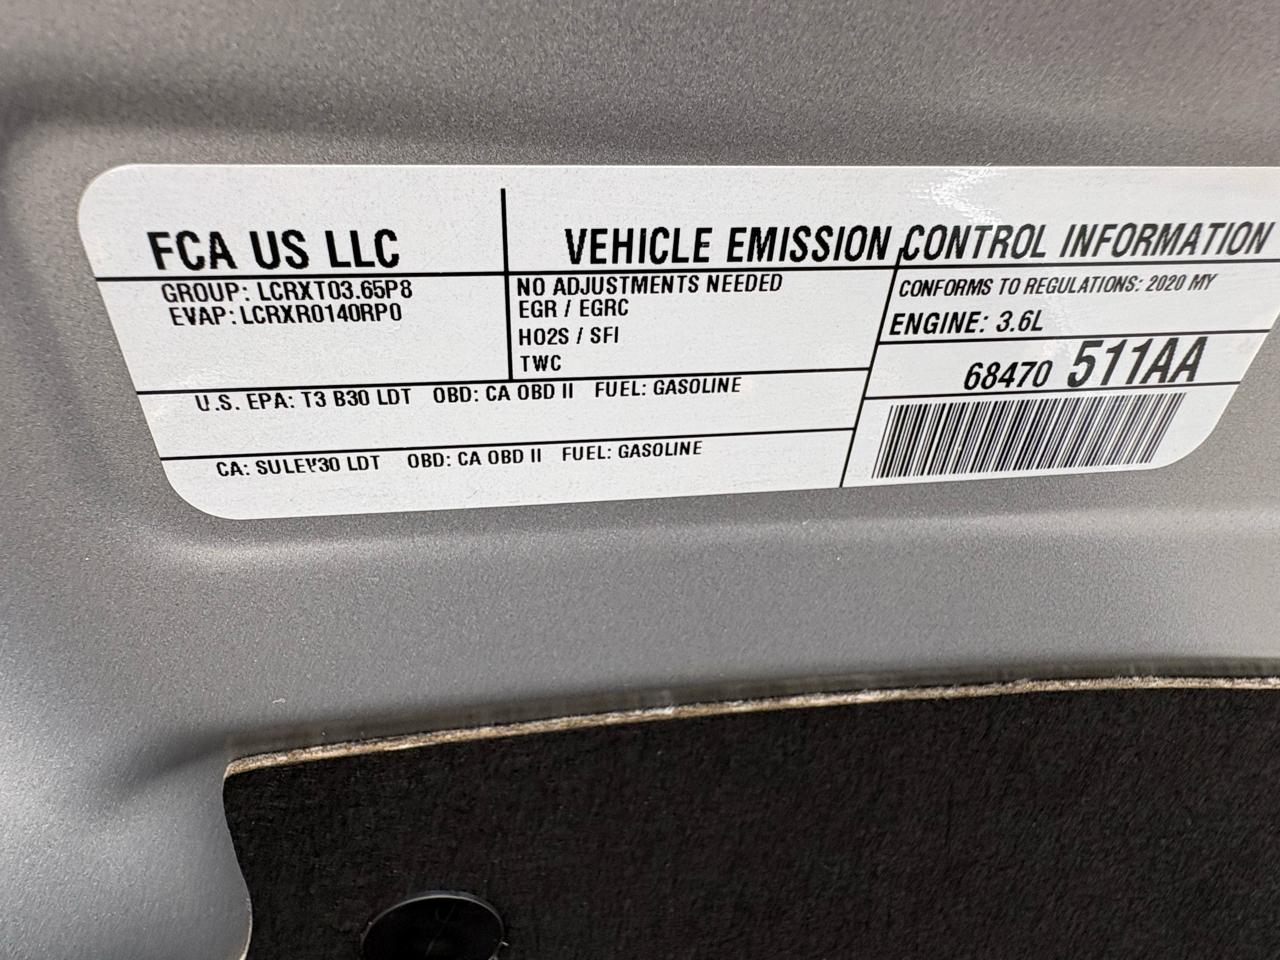 FCA US LLC
VEHICLE EMISSION CONTROL INFORMATION
GROUP: LCRXT03.65P8
EVAP: LCRXR0140RP0
NO ADJUSTMENTS NEEDED
EGR / EGRC
HO2S / SFI
TWC
CONFORMS TO REGULATIONS: 2020 MY
ENGINE: 3.6L
68470 511AA
U.S. EPA: T3 B30 LDT OBD: CA OBD II FUEL: GASOLINE
CA: SULEV30 LDT OBD: CA OBD II FUEL: GASOLINE